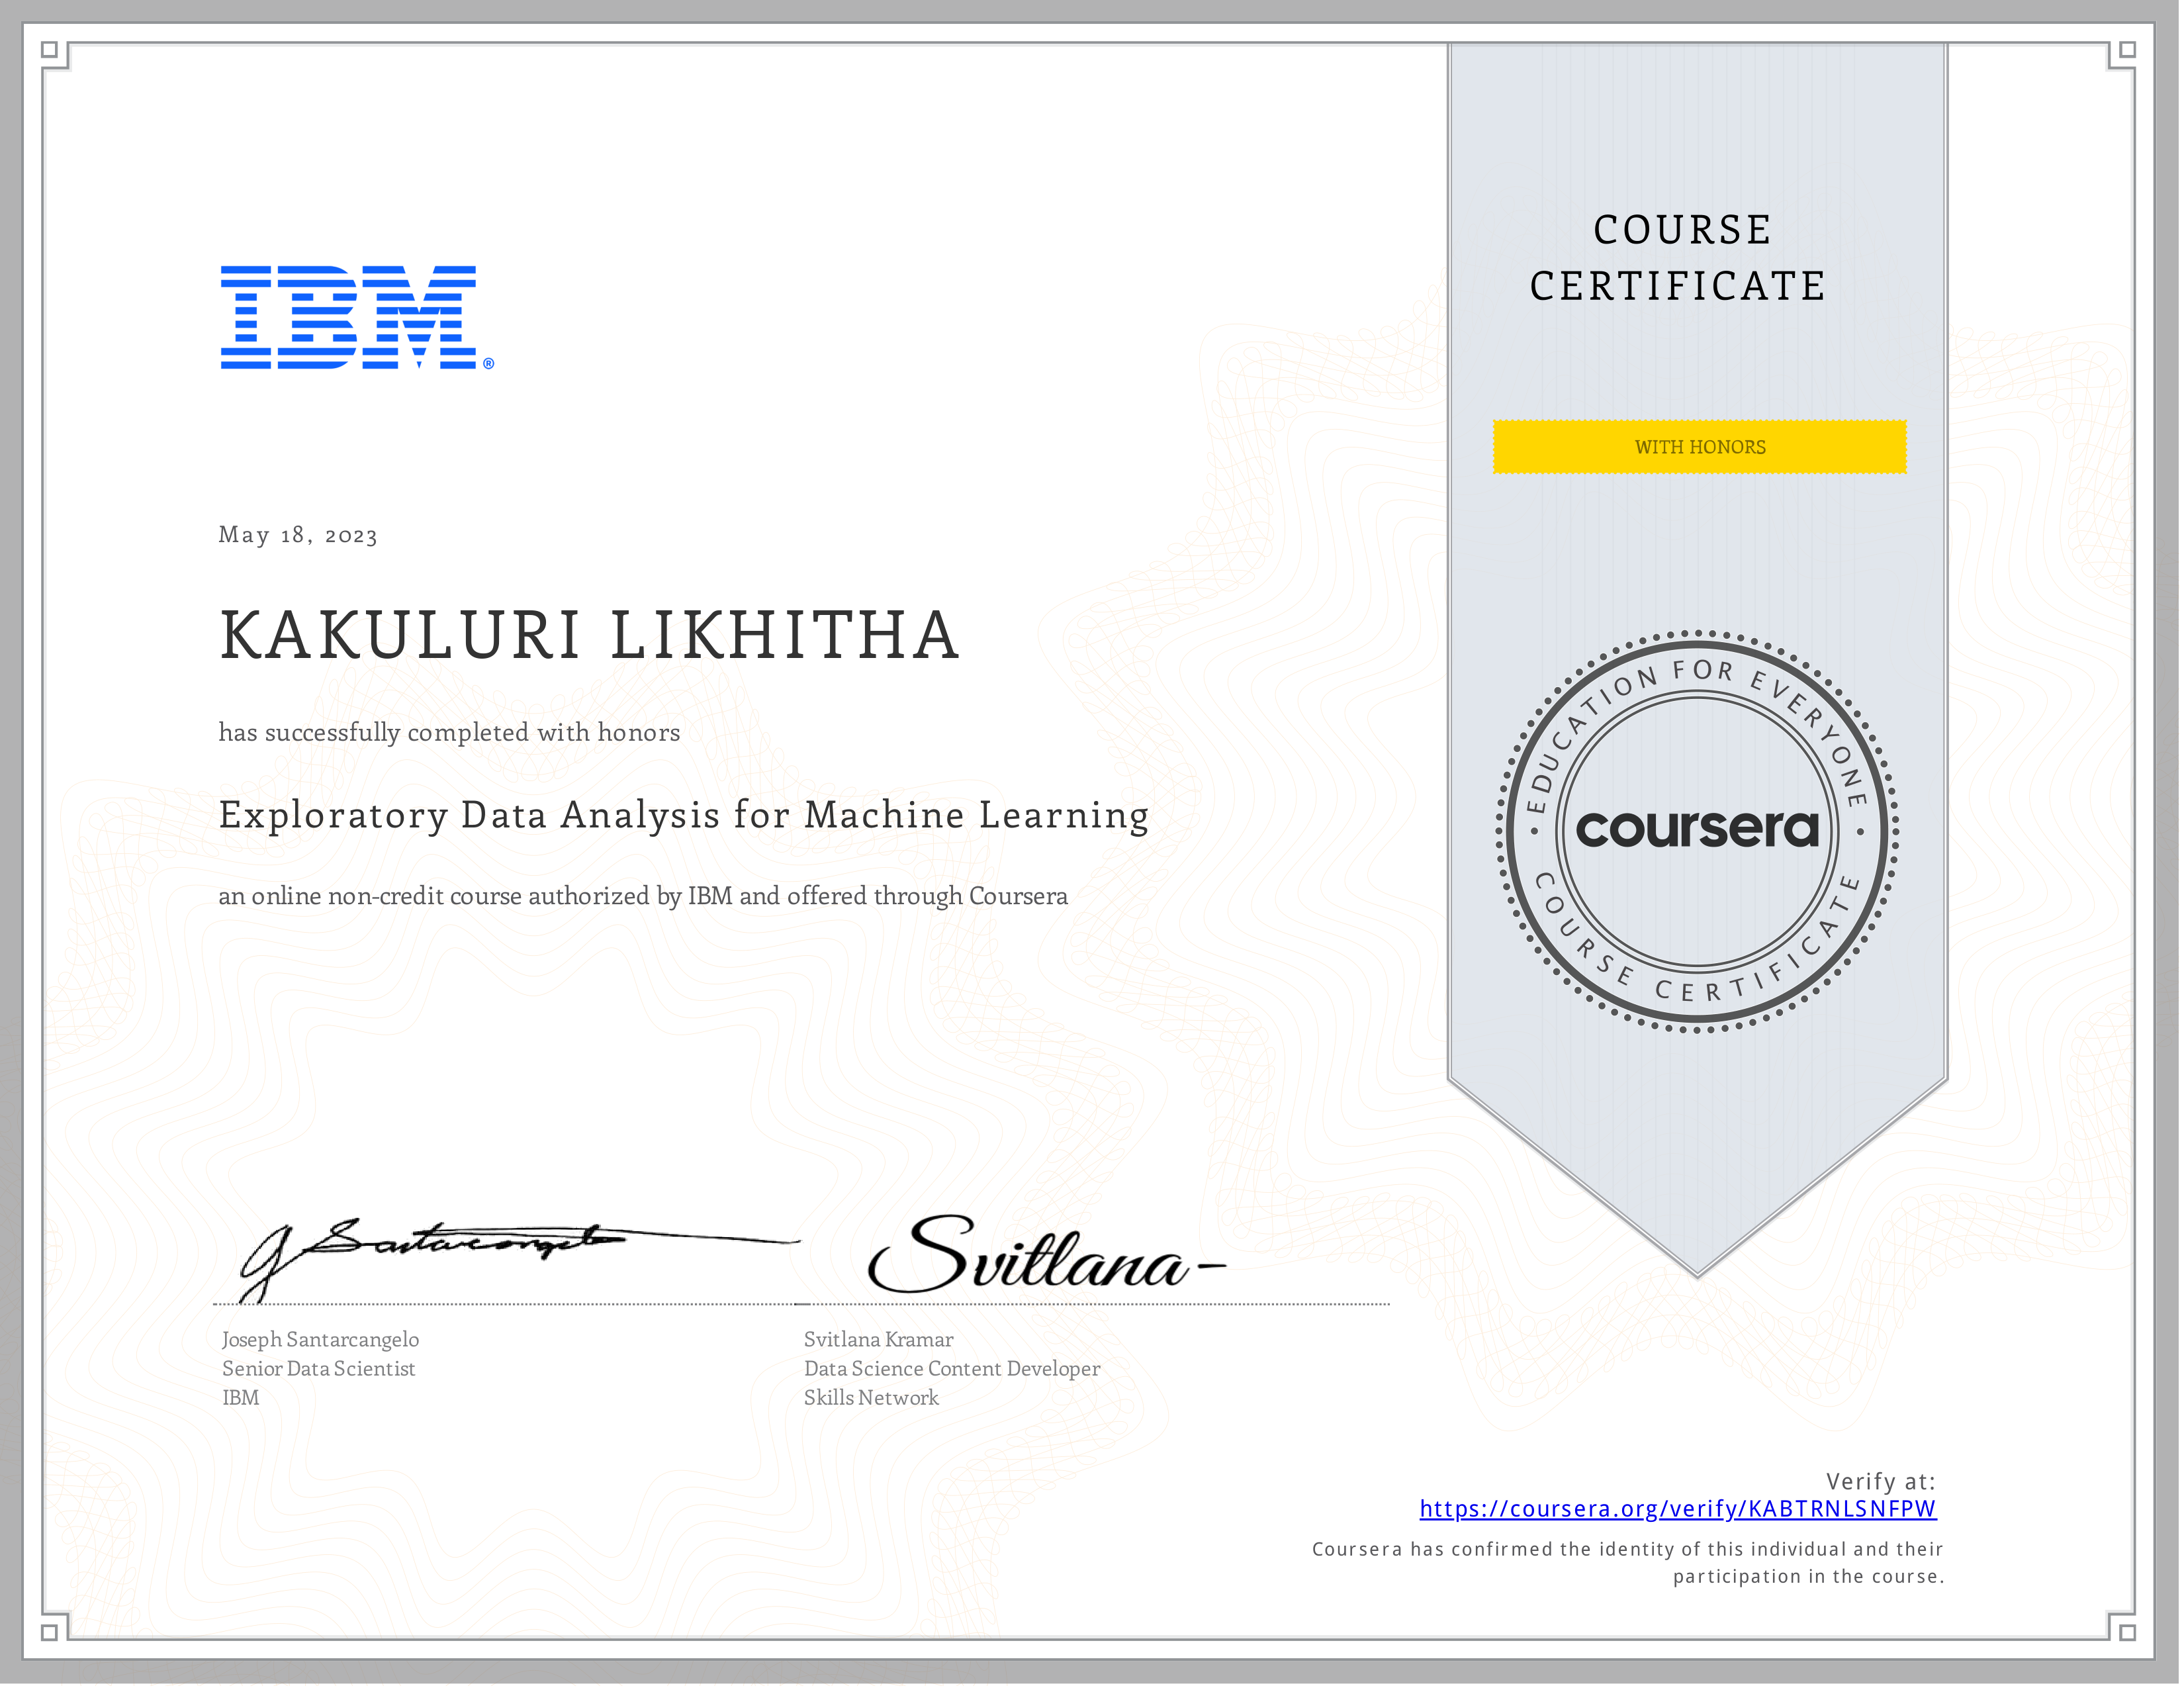 IBM®
COURSE
CERTIFICATE
WITH HONORS
May 18, 2023
KAKULURI LIKHITHA
has successfully completed with honors
Exploratory Data Analysis for Machine Learning
an online non-credit course authorized by IBM and offered through Coursera
EDUCATION FOR EVERYONE
coursera
COURSE CERTIFICATE
J Santarcangelo
Svitlana-
Joseph Santarcangelo
Senior Data Scientist
IBM
Svitlana Kramar
Data Science Content Developer
Skills Network
Verify at:
https://coursera.org/verify/KABTRNLSNFPW
Coursera has confirmed the identity of this individual and their
participation in the course.